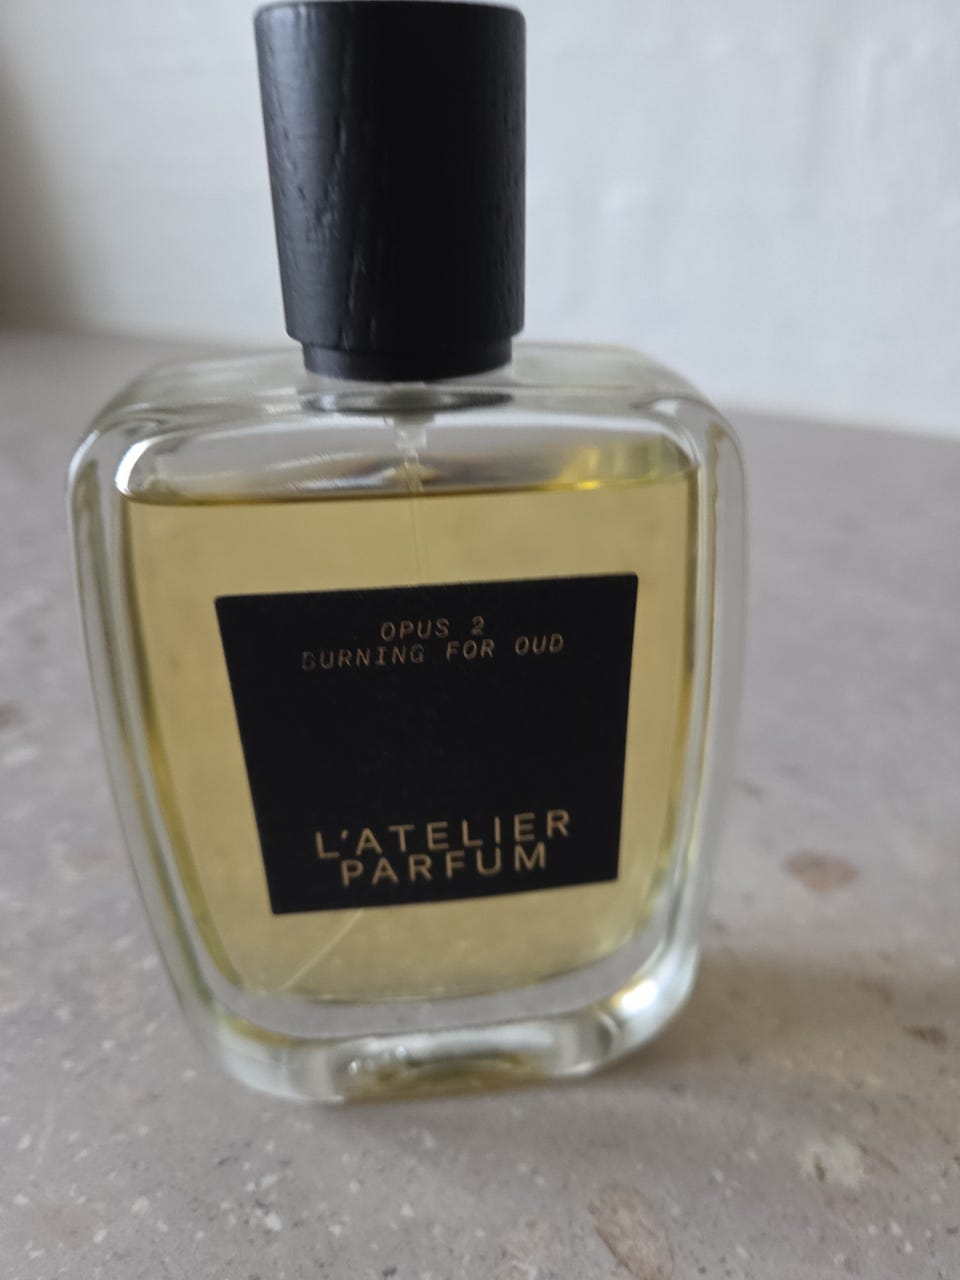 OPUS 2
BURNING FOR OUD
L'ATELIER
PARFUM